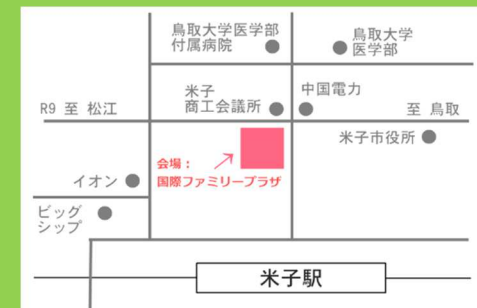 鳥取大学医学部
付属病院
鳥取大学
医学部
米子
商工会議所
中国電力
R9 至 松江
至 鳥取
米子市役所
会場：
国際ファミリープラザ
イオン
ビッグ
シップ
米子駅